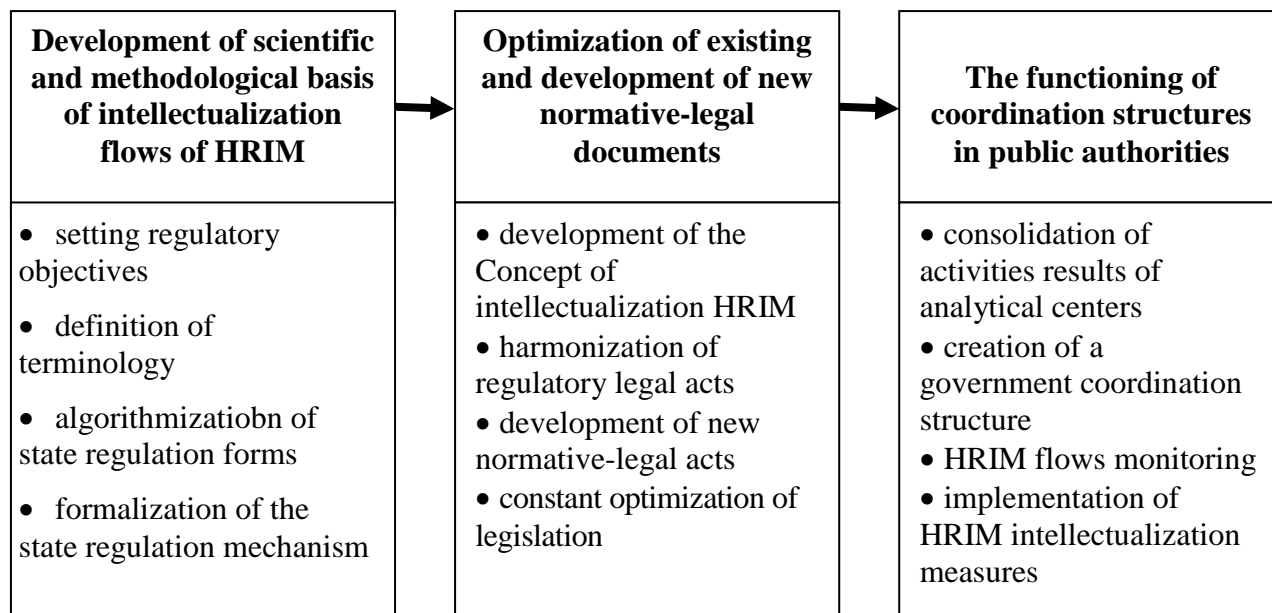 Development of scientific
and methodological basis
of intellectualization
flows of HRIM
• setting regulatory
objectives
• definition of
terminology
• algorithmizatiobn of
state regulation forms
• formalization of the
state regulation mechanism
Optimization of existing
and development of new
normative-legal
documents
• development of the
Concept of
intellectualization HRIM
• harmonization of
regulatory legal acts
• development of new
normative-legal acts
• constant optimization of
legislation
The functioning of
coordination structures
in public authorities
• consolidation of
activities results of
analytical centers
• creation of a
government coordination
structure
• HRIM flows monitoring
• implementation of
HRIM intellectualization
measures